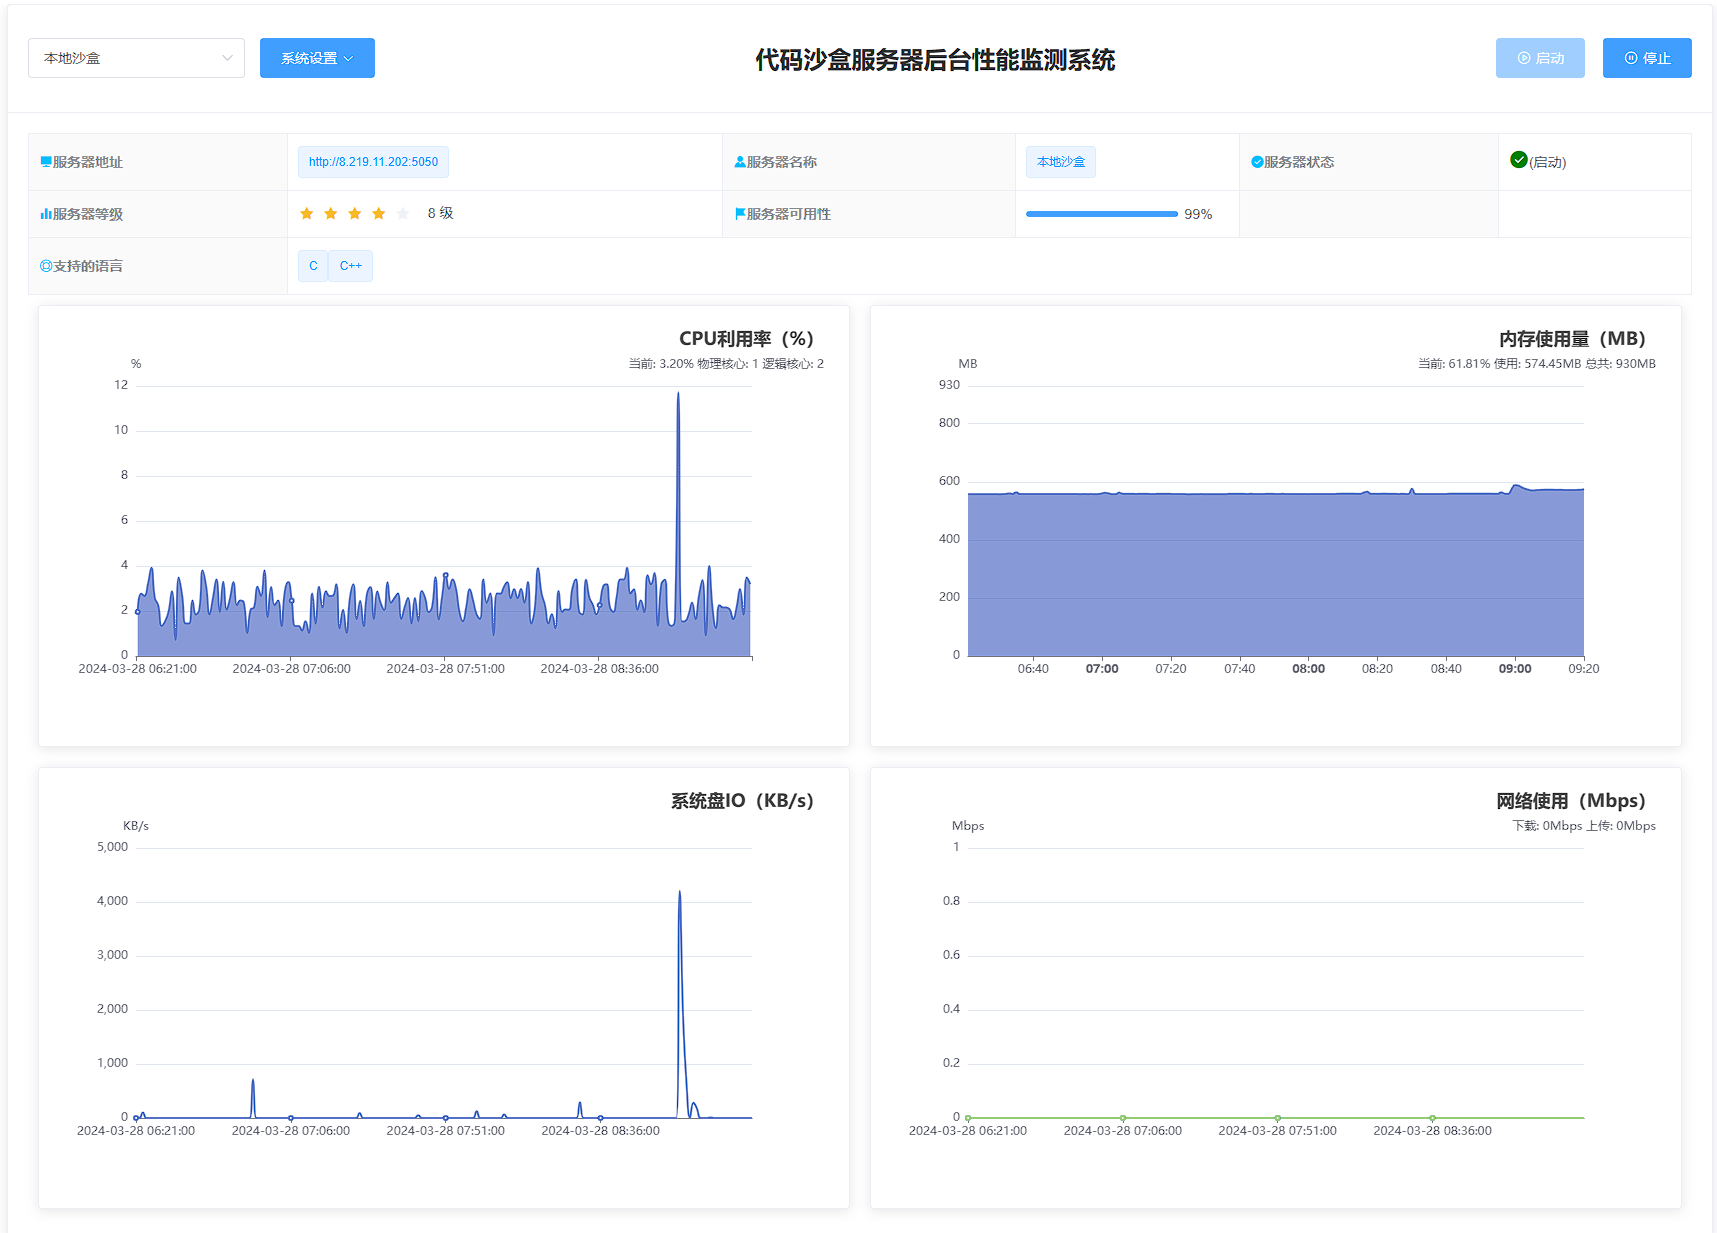 本地沙盒
系统设置
代码沙盒服务器后台性能监测系统
启动
停止
服务器地址
http://8.219.11.202:5050
服务器名称
本地沙盒
服务器状态
(启动)
服务器等级
8 级
服务器可用性
99%
支持的语言
C
C++
CPU利用率（%）
当前: 3.20% 物理核心: 1 逻辑核心: 2
%
12
10
8
6
4
2
0
2024-03-28 06:21:00
2024-03-28 07:06:00
2024-03-28 07:51:00
2024-03-28 08:36:00
内存使用量（MB）
当前: 61.81% 使用: 574.45MB 总共: 930MB
MB
930
800
600
400
200
0
06:40
07:00
07:20
07:40
08:00
08:20
08:40
09:00
09:20
系统盘IO（KB/s）
KB/s
5,000
4,000
3,000
2,000
1,000
0
2024-03-28 06:21:00
2024-03-28 07:06:00
2024-03-28 07:51:00
2024-03-28 08:36:00
网络使用（Mbps）
下载: 0Mbps 上传: 0Mbps
Mbps
1
0.8
0.6
0.4
0.2
0
2024-03-28 06:21:00
2024-03-28 07:06:00
2024-03-28 07:51:00
2024-03-28 08:36:00